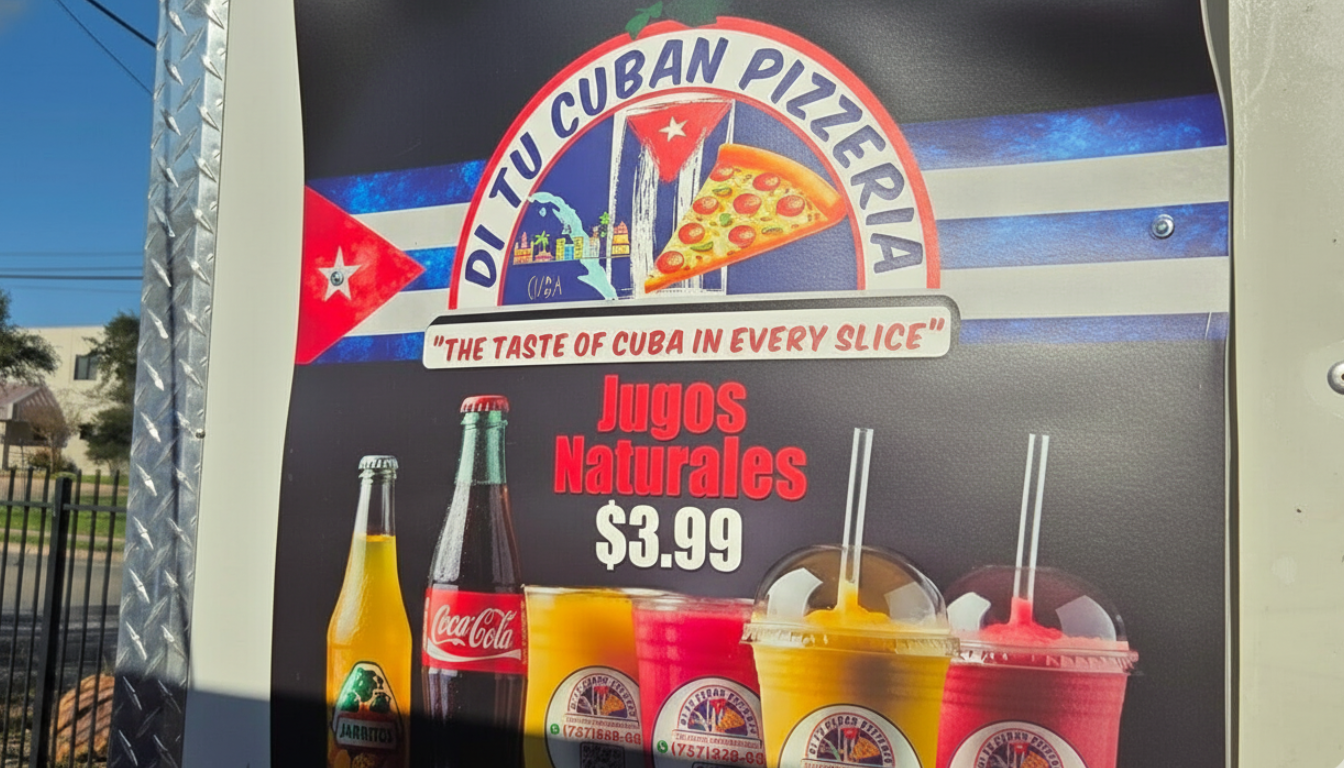 DI TU CUBAN PIZZERIA
CUBA
"THE TASTE OF CUBA IN EVERY SLICE"
Jugos
Naturales
$3.99
Coca-Cola
JARRITOS